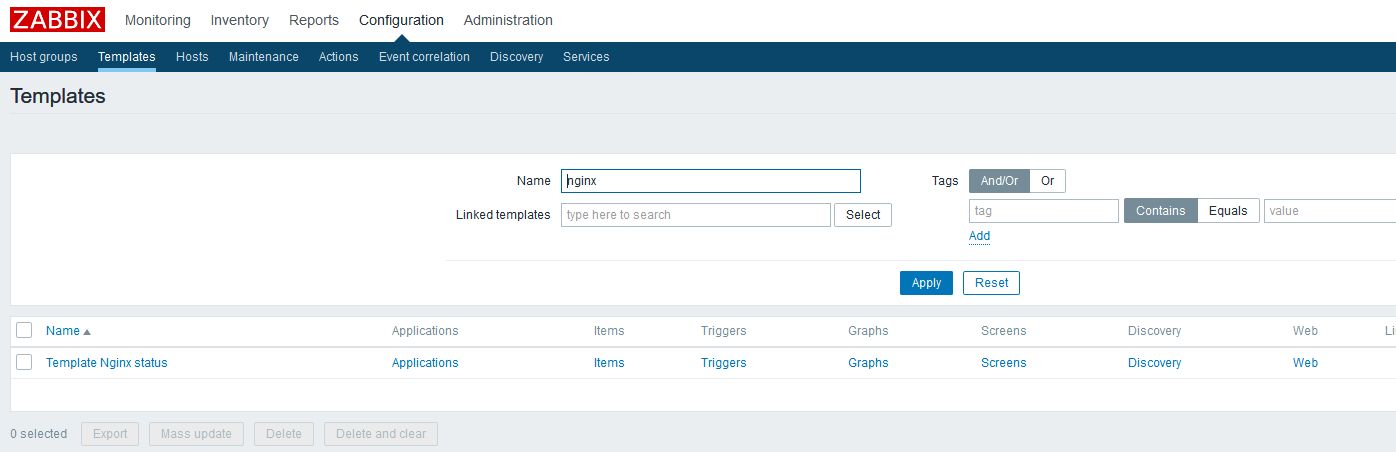 ZABBIX Monitoring Inventory Reports Configuration Administration
Host groups Templates Hosts Maintenance Actions Event correlation Discovery Services
Templates
Name nginx Tags And/Or Or
Linked templates type here to search Select tag Contains Equals value
Add
Apply Reset
Name Applications Items Triggers Graphs Screens Discovery Web Li
Template Nginx status Applications Items Triggers Graphs Screens Discovery Web
0 selected Export Mass update Delete Delete and clear